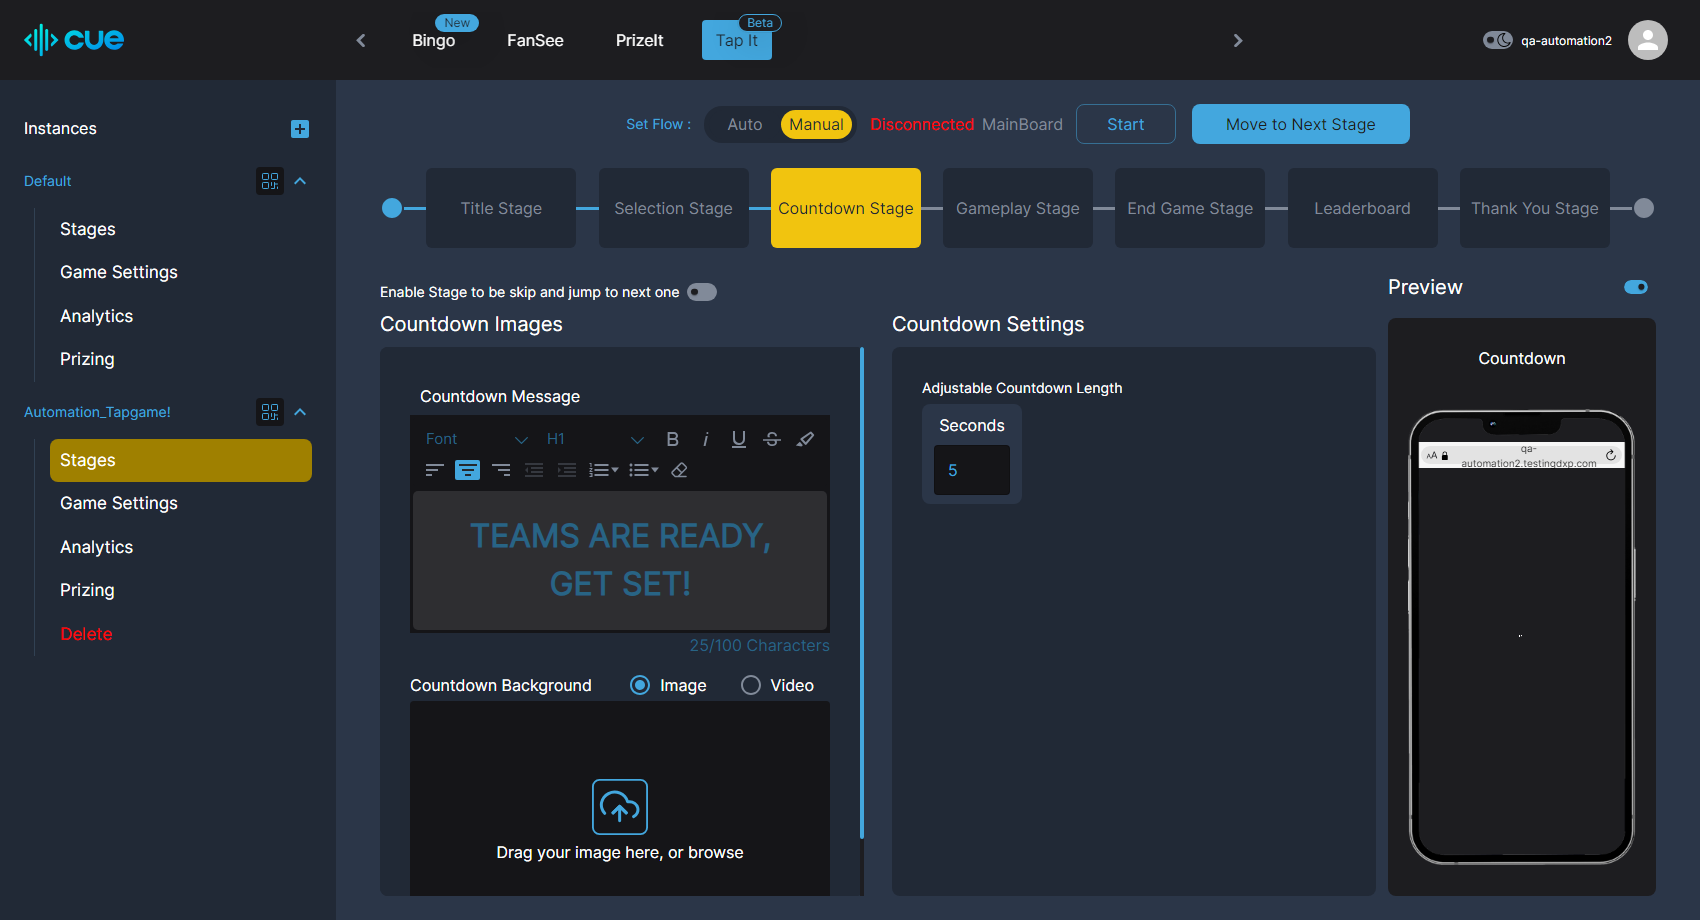 cue
Bingo
New
FanSee
PrizeIt
Tap It
Beta
qa-automation2
Instances
Default
Stages
Game Settings
Analytics
Prizing
Automation_Tapgame!
Stages
Game Settings
Analytics
Prizing
Delete
Set Flow :
Auto
Manual
Disconnected MainBoard
Start
Move to Next Stage
Title Stage
Selection Stage
Countdown Stage
Gameplay Stage
End Game Stage
Leaderboard
Thank You Stage
Enable Stage to be skip and jump to next one
Countdown Images
Countdown Message
Font
H1
B
i
U
S
TEAMS ARE READY,
GET SET!
25/100 Characters
Countdown Background
Image
Video
Drag your image here, or browse
Countdown Settings
Adjustable Countdown Length
Seconds
5
Preview
Countdown
AA
qa-
automation2.testingdxp.com